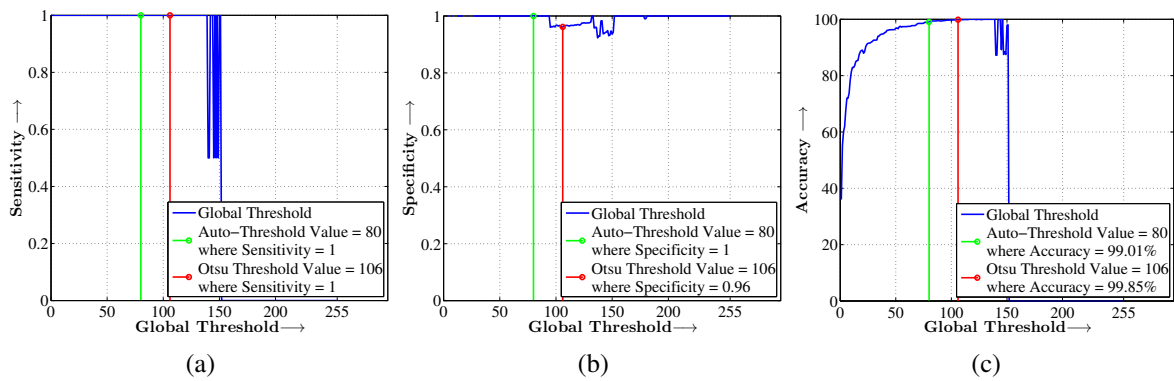 1
0.8
0.6
0.4
0.2
0
0 50 100 150 200 255
Sensitivity →
Global Threshold→
Global Threshold
Auto−Threshold Value = 80
where Sensitivity = 1
Otsu Threshold Value = 106
where Sensitivity = 1
(a)
1
0.8
0.6
0.4
0.2
0
0 50 100 150 200 255
Specificity →
Global Threshold→
Global Threshold
Auto−Threshold Value = 80
where Specificity = 1
Otsu Threshold Value = 106
where Specificity = 0.96
(b)
100
80
60
40
20
0
0 50 100 150 200 255
Accuracy →
Global Threshold→
Global Threshold
Auto−Threshold Value = 80
where Accuracy = 99.01%
Otsu Threshold Value = 106
where Accuracy = 99.85%
(c)